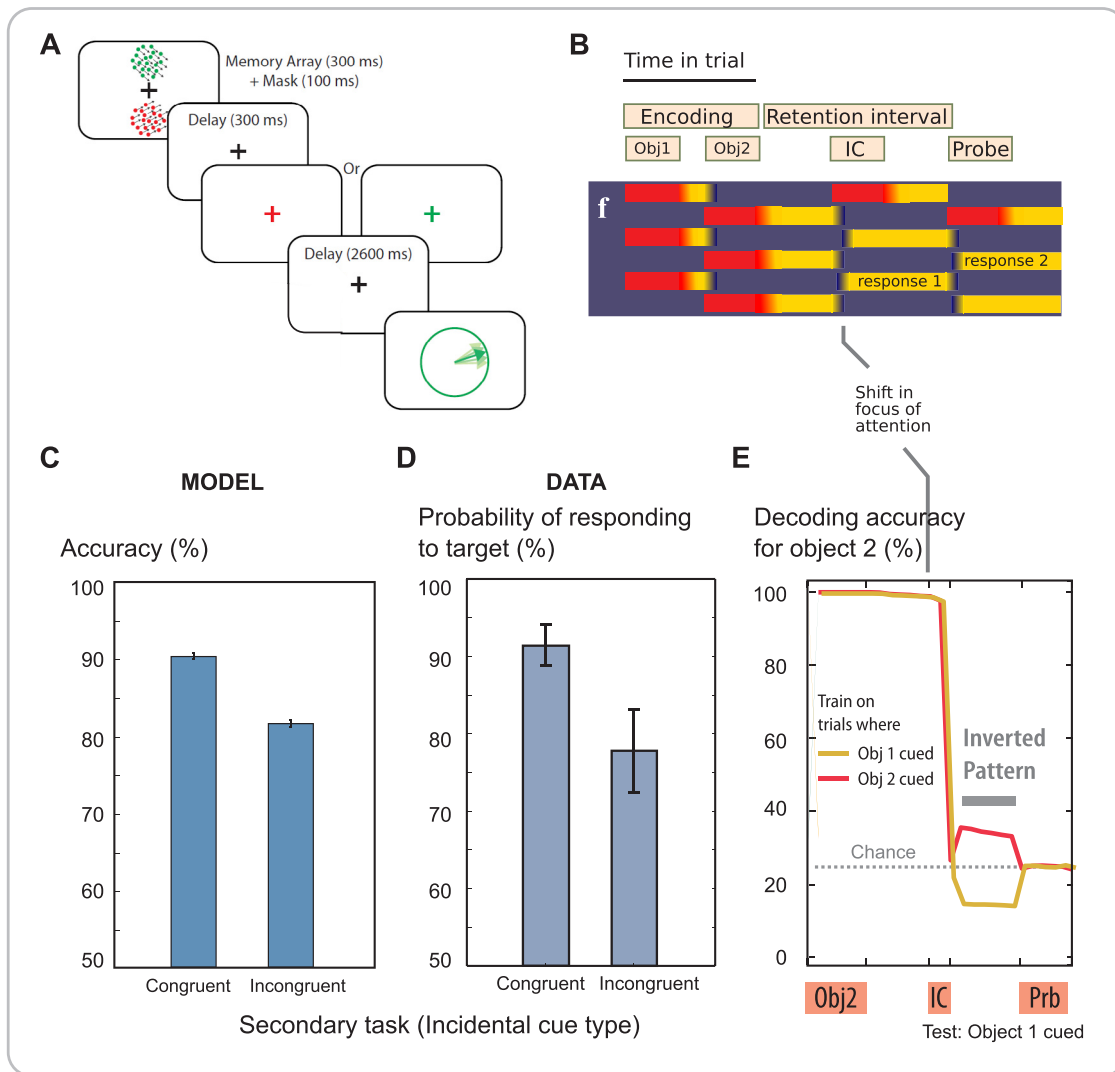 A
Memory Array (300 ms)
+ Mask (100 ms)
Delay (300 ms)
Or
Delay (2600 ms)
B
Time in trial
Encoding
Retention interval
Obj1
Obj2
IC
Probe
f
response 2
response 1
Shift in
focus of
attention
C
MODEL
Accuracy (%)
100
90
80
70
60
50
Congruent
Incongruent
D
DATA
Probability of responding
to target (%)
100
90
80
70
60
50
Congruent
Incongruent
Secondary task (Incidental cue type)
E
Decoding accuracy
for object 2 (%)
100
80
60
40
20
0
Train on
trials where
Obj 1 cued
Obj 2 cued
Inverted
Pattern
Chance
Obj2
IC
Prb
Test: Object 1 cued